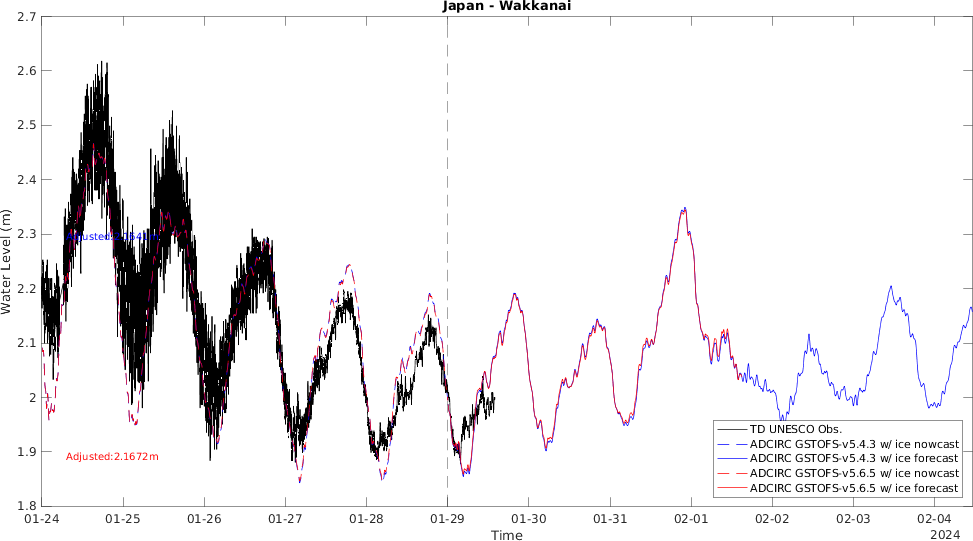 Japan - Wakkanai
2.7
2.6
2.5
2.4
2.3
2.2
2.1
2
1.9
1.8
Water Level (m)
Adjusted:
Adjusted:2.1672m
TD UNESCO Obs.
ADCIRC GSTOFS-v5.4.3 w/ ice nowcast
ADCIRC GSTOFS-v5.4.3 w/ ice forecast
ADCIRC GSTOFS-v5.6.5 w/ ice nowcast
ADCIRC GSTOFS-v5.6.5 w/ ice forecast
01-24 01-25 01-26 01-27 01-28 01-29 01-30 01-31 02-01 02-02 02-03 02-04
Time
2024